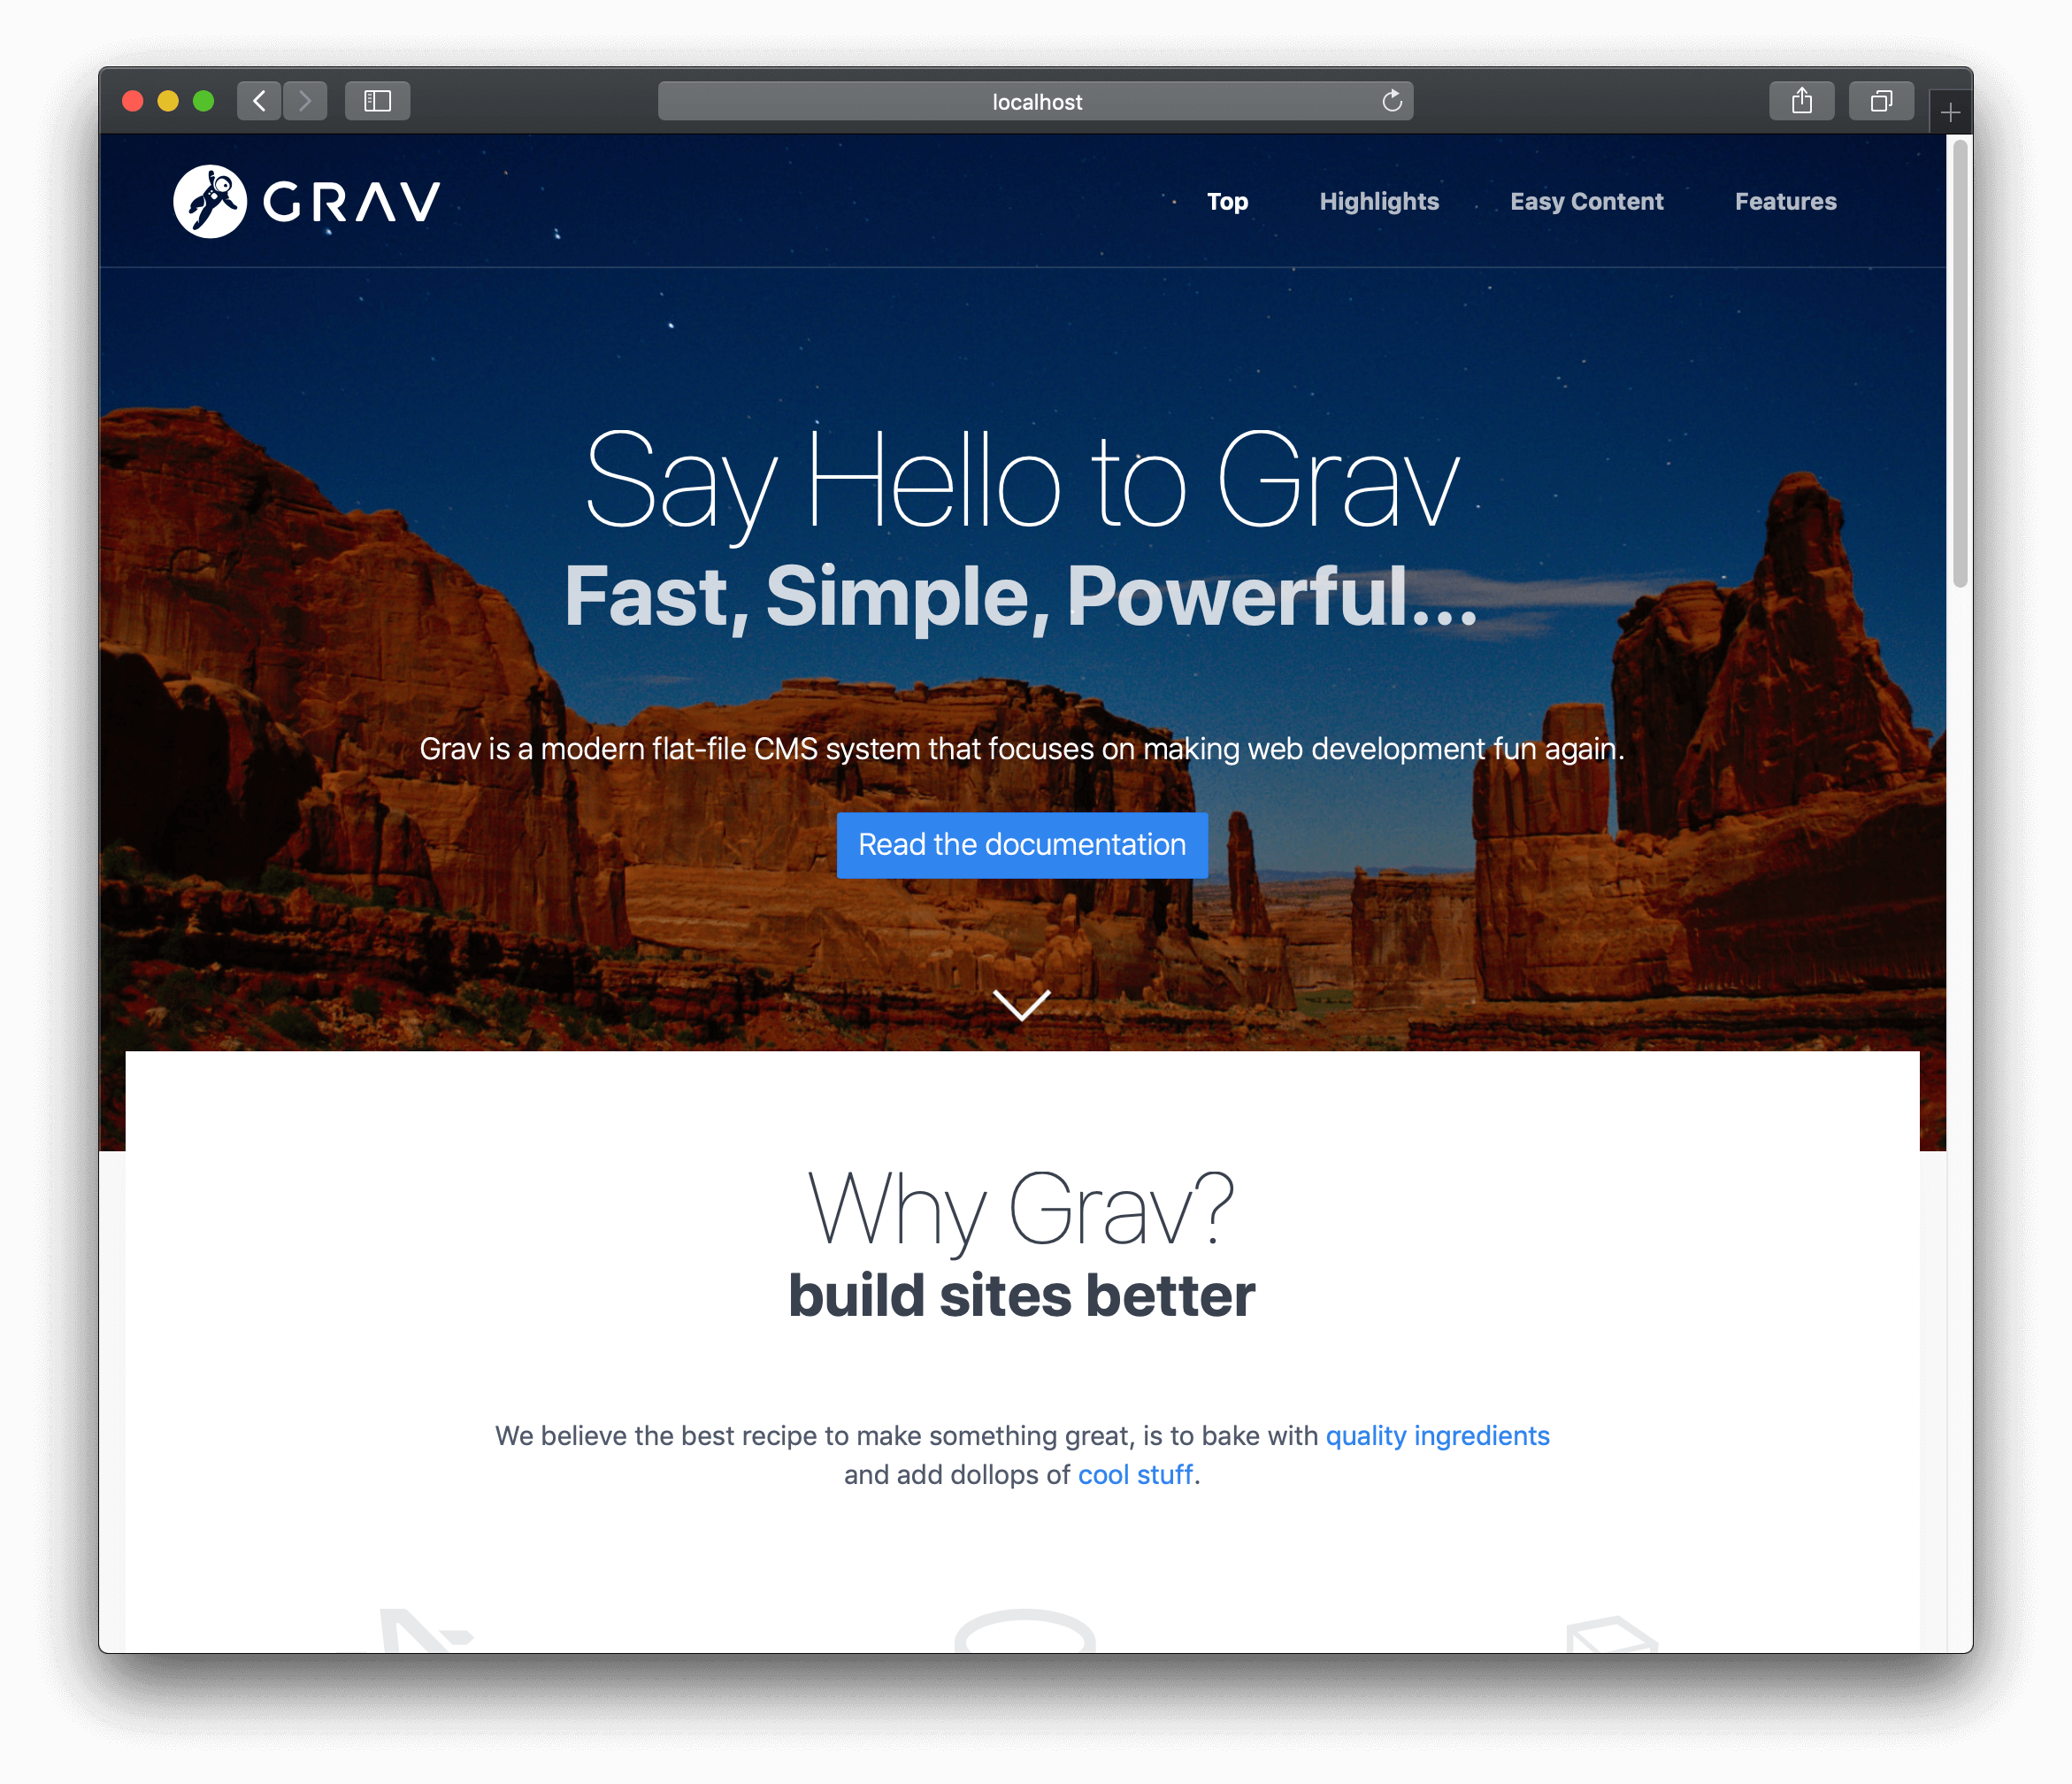 localhost
GRAV
Top Highlights Easy Content Features
Say Hello to Grav
Fast, Simple, Powerful...
Grav is a modern flat-file CMS system that focuses on making web development fun again.
Read the documentation
Why Grav?
build sites better
We believe the best recipe to make something great, is to bake with quality ingredients
and add dollops of cool stuff.